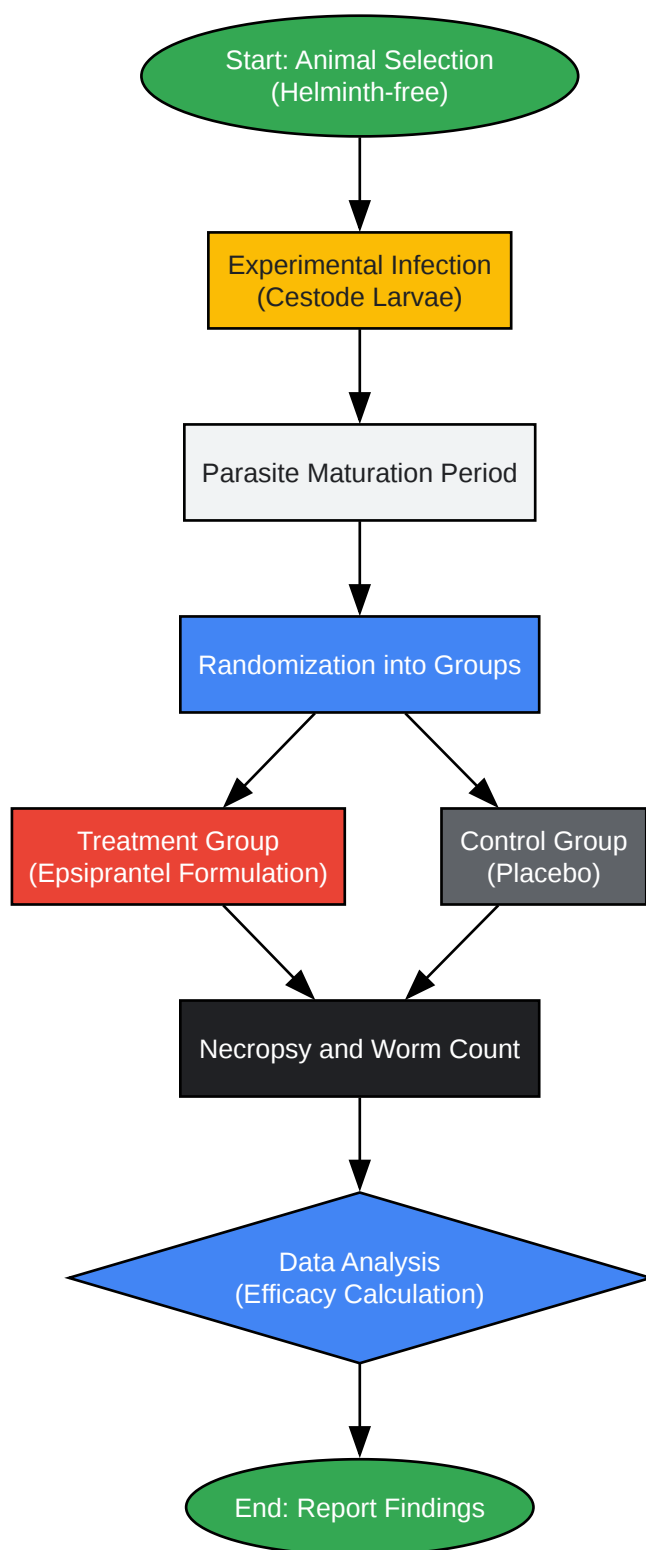 Start: Animal Selection
(Helminth-free)
Experimental Infection
(Cestode Larvae)
Parasite Maturation Period
Randomization into Groups
Treatment Group
(Epsiprantel Formulation)
Control Group
(Placebo)
Necropsy and Worm Count
Data Analysis
(Efficacy Calculation)
End: Report Findings